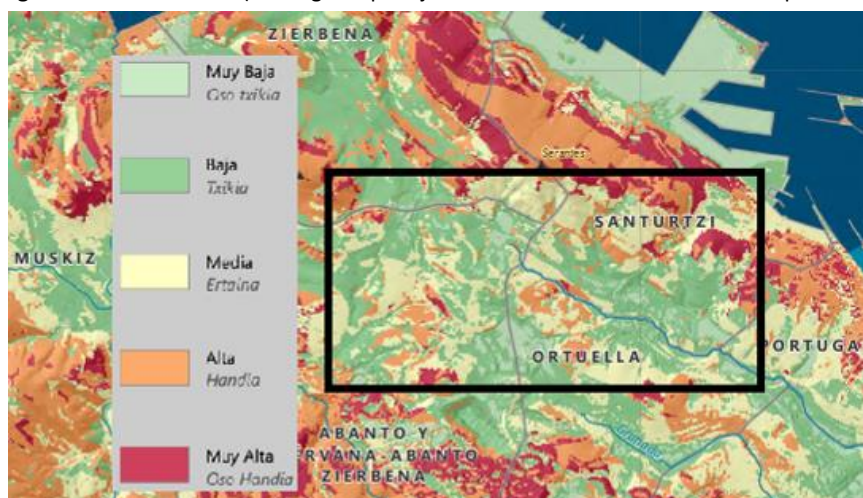 ZIERBENA
Muy Baja
Oso txikia
Baja
Txikia
Serantes
SANTURTZI
MUSKIZ
Media
Ertaina
ORTUELLA
PORTUGA
Alta
Handia
ABANTO Y
ERVANA-ABANTO
ZIERBENA
Muy Alta
Oso Handia